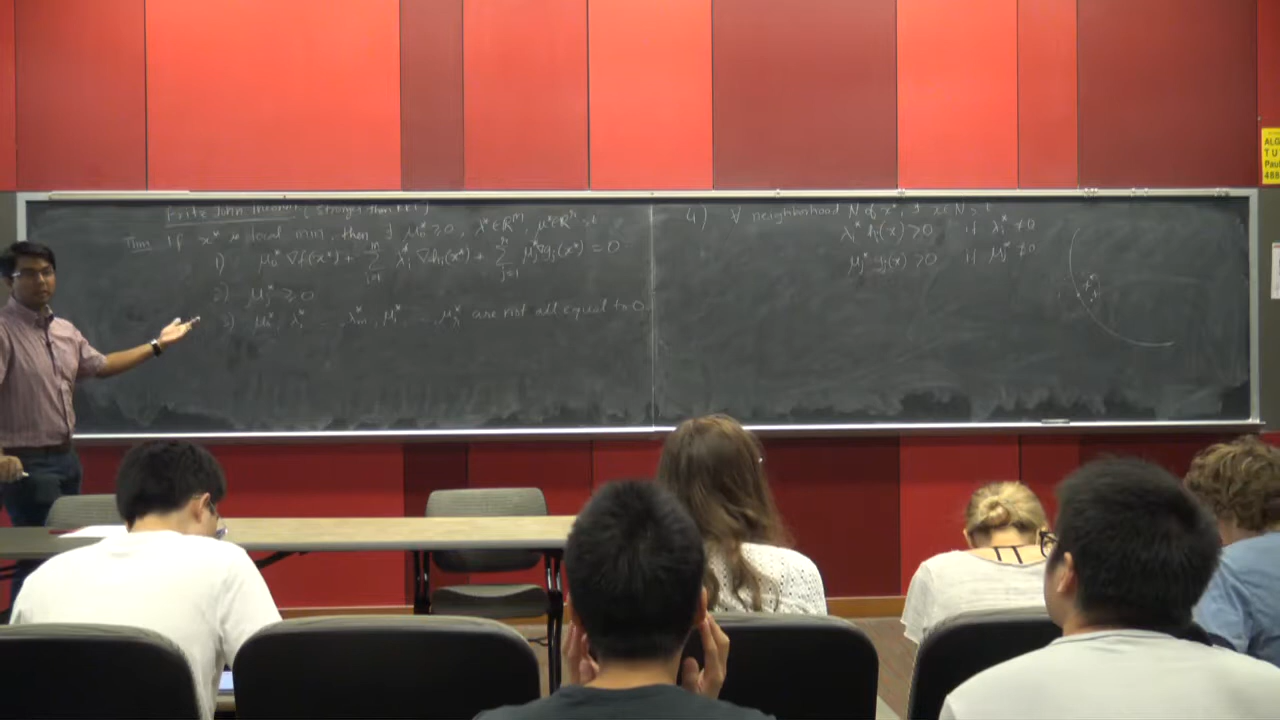 Fritz John Theorem (Stronger than KKT)
Thm If x* is local min, then ∃ μ₀* ≥ 0, λ* ∈ ℝᵐ, μ* ∈ ℝʳ s.t
1) μ₀* ∇f(x*) + Σᵢ₌₁ᵐ λᵢ* ∇hᵢ(x*) + Σⱼ₌₁ʳ μⱼ* ∇gⱼ(x*) = 0
2) μⱼ* ≥ 0
3) μ₀*, λ₁* ... λₘ*, μ₁* ... μᵣ* are not all equal to 0.
4) ∀ neighborhood N of x*, ∃ x ∈ N s.t
λᵢ* hᵢ(x) > 0 if λᵢ* ≠ 0
μⱼ* gⱼ(x) > 0 if μⱼ* ≠ 0
ALG
T U
Paul
488